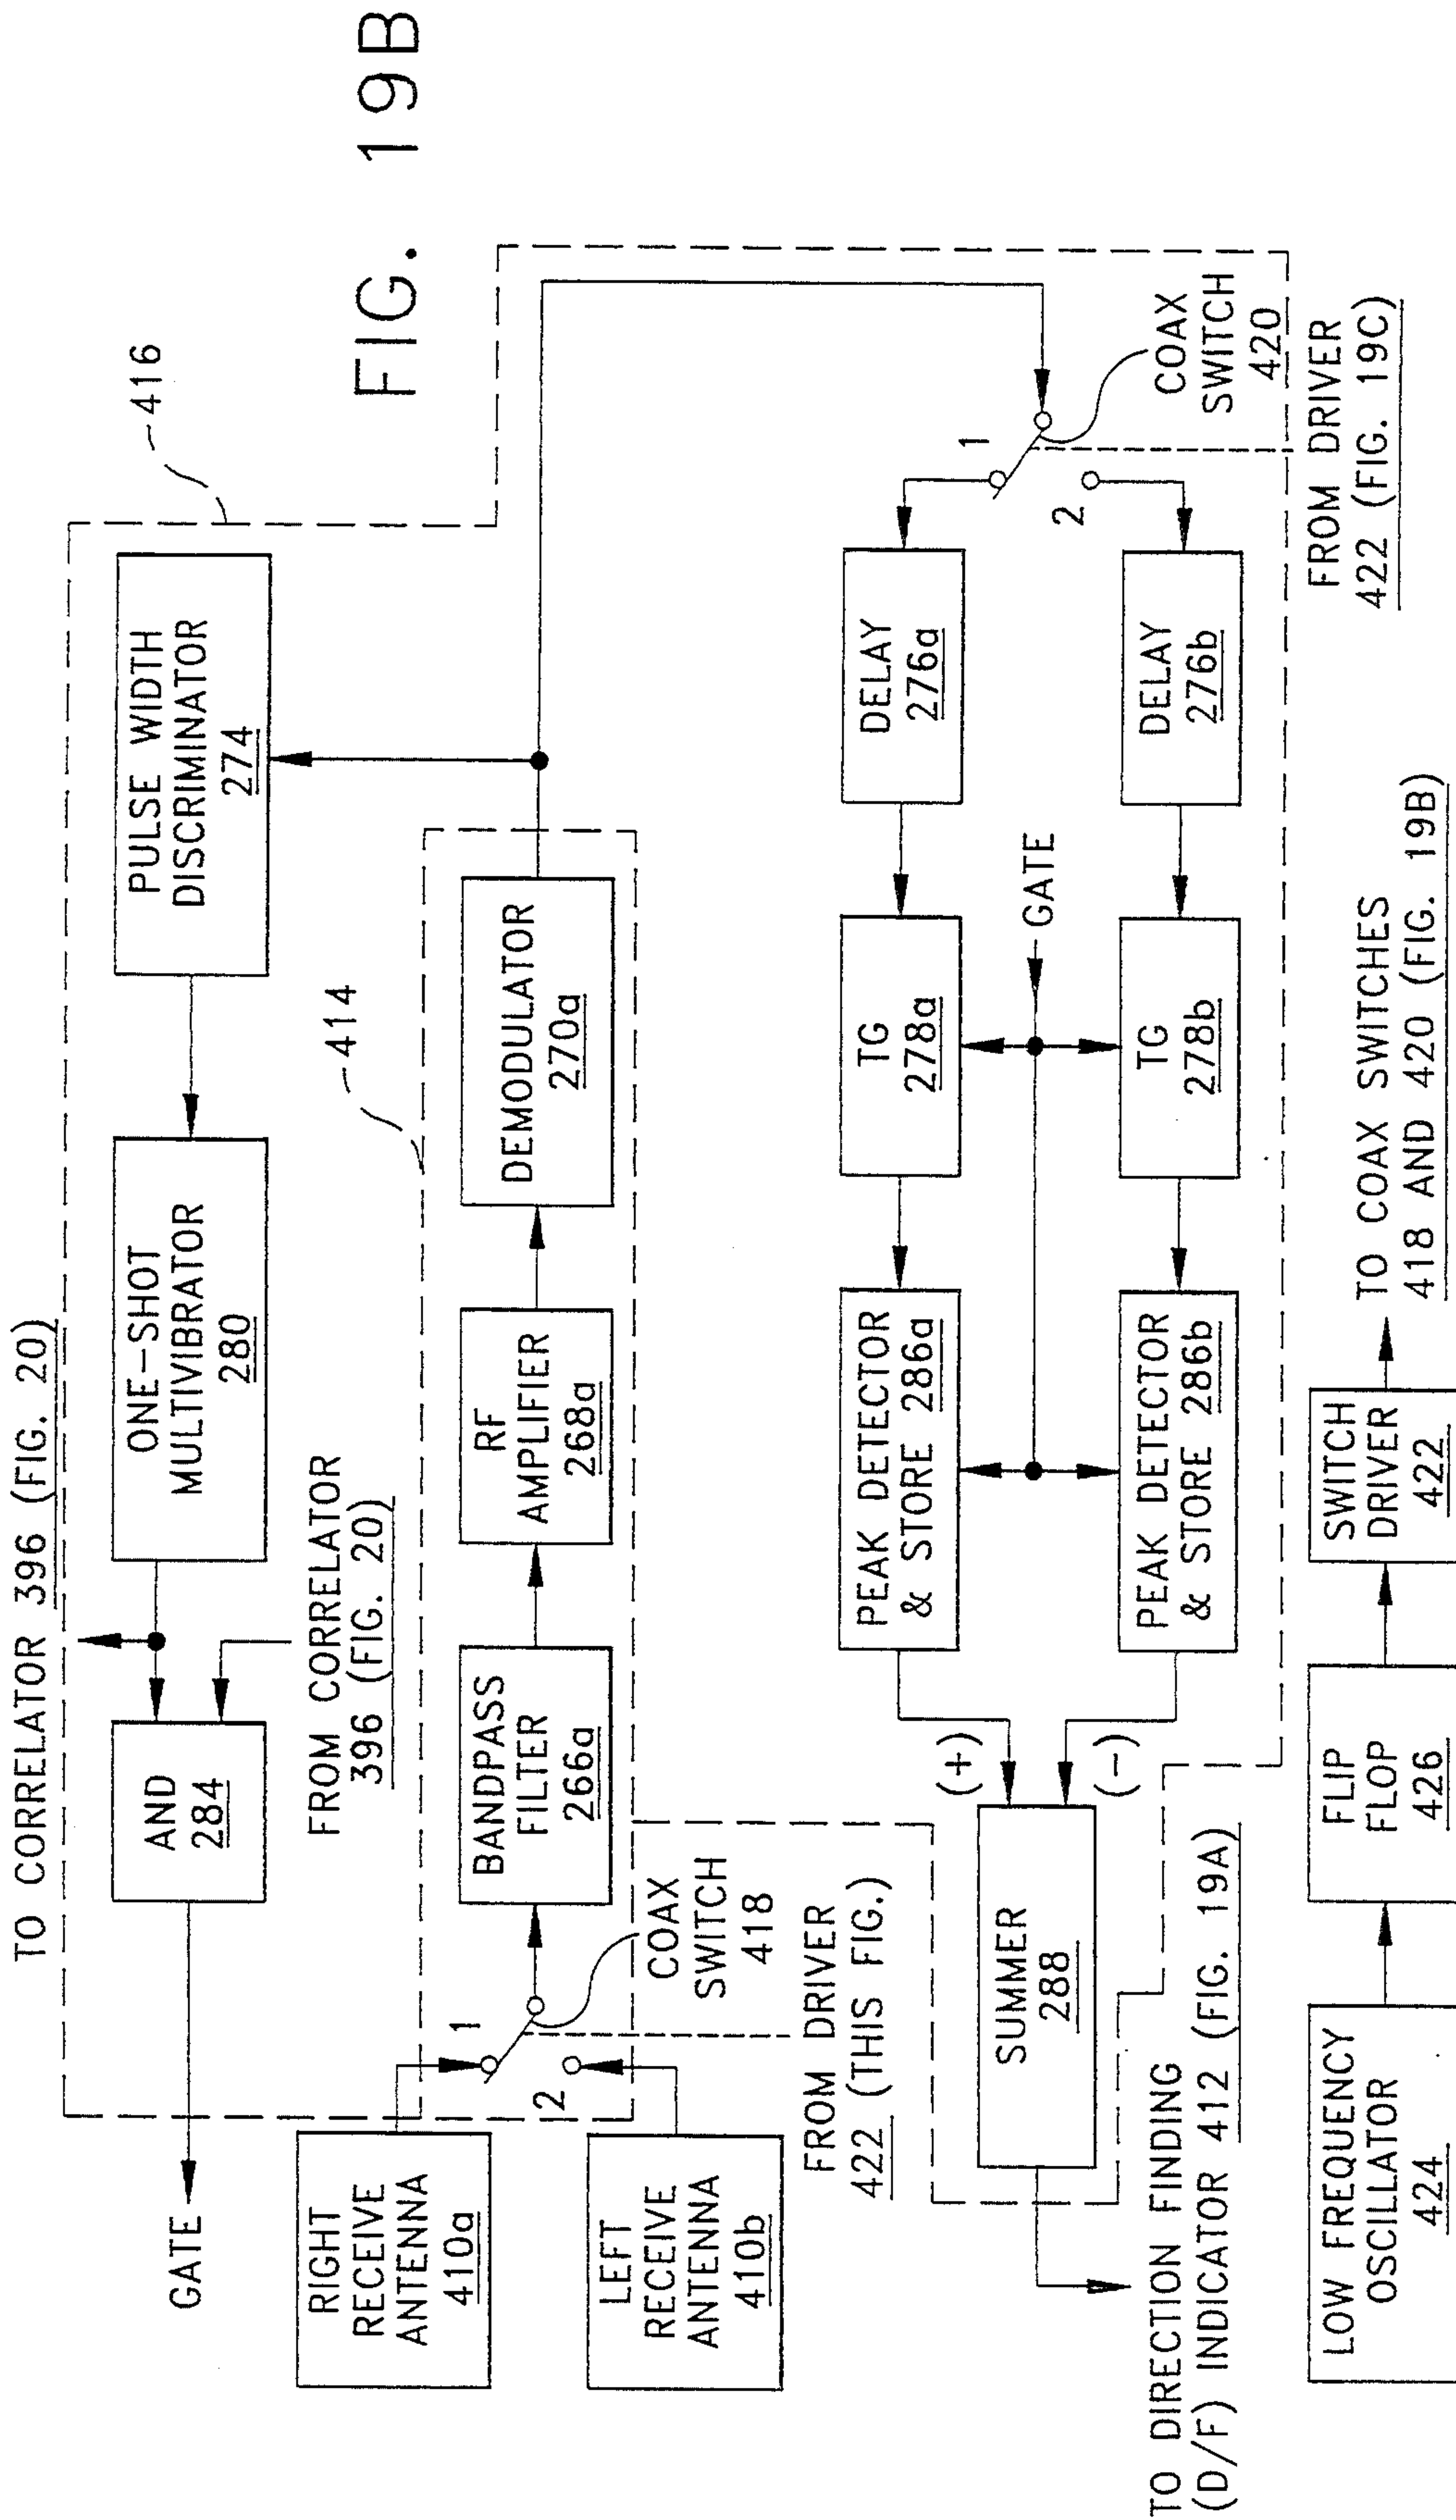 FIG. 19B
TO CORRELATOR 396 (FIG. 20)
416
GATE
AND
284
ONE-SHOT
MULTIVIBRATOR
280
PULSE WIDTH
DISCRIMINATOR
274
FROM CORRELATOR
396 (FIG. 20)
414
RIGHT
RECEIVE
ANTENNA
410a
LEFT
RECEIVE
ANTENNA
410b
1
2
COAX
SWITCH
418
BANDPASS
FILTER
266a
RF
AMPLIFIER
268a
DEMODULATOR
270a
FROM DRIVER
422 (THIS FIG.)
SUMMER
288
(+)
(-)
PEAK DETECTOR
& STORE 286a
TG
278a
DELAY
276a
GATE
PEAK DETECTOR
& STORE 286b
TG
278b
DELAY
276b
1
2
COAX
SWITCH
420
FROM DRIVER
422 (FIG. 19C)
TO DIRECTION FINDING
(D/F) INDICATOR 412 (FIG. 19A)
LOW FREQUENCY
OSCILLATOR
424
FLIP
FLOP
426
SWITCH
DRIVER
422
TO COAX SWITCHES
418 AND 420 (FIG. 19B)